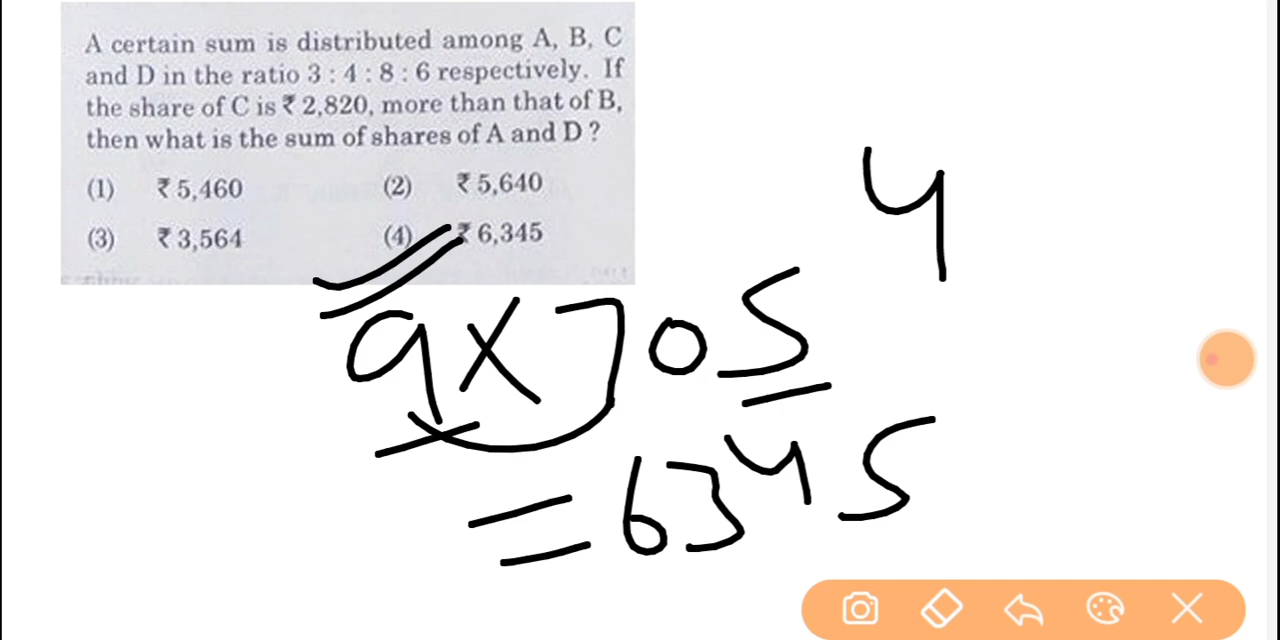 A certain sum is distributed among A, B, C
and D in the ratio 3 : 4 : 8 : 6 respectively. If
the share of C is ₹ 2,820, more than that of B,
then what is the sum of shares of A and D ?
(1) ₹ 5,460 (2) ₹ 5,640
(3) ₹ 3,564 (4) ₹ 6,345
4
9×705
=6345